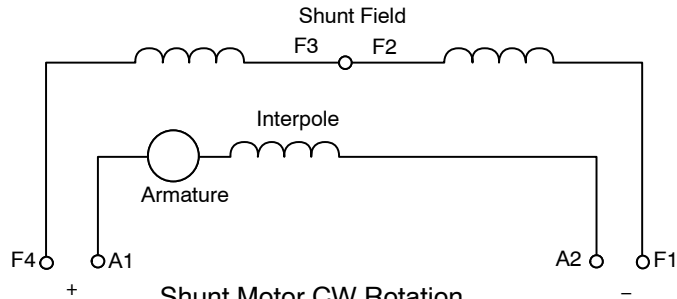 Shunt Field
F3 F2
Interpole
Armature
F4 A1 A2 F1
+ –
Shunt Motor CW Rotation